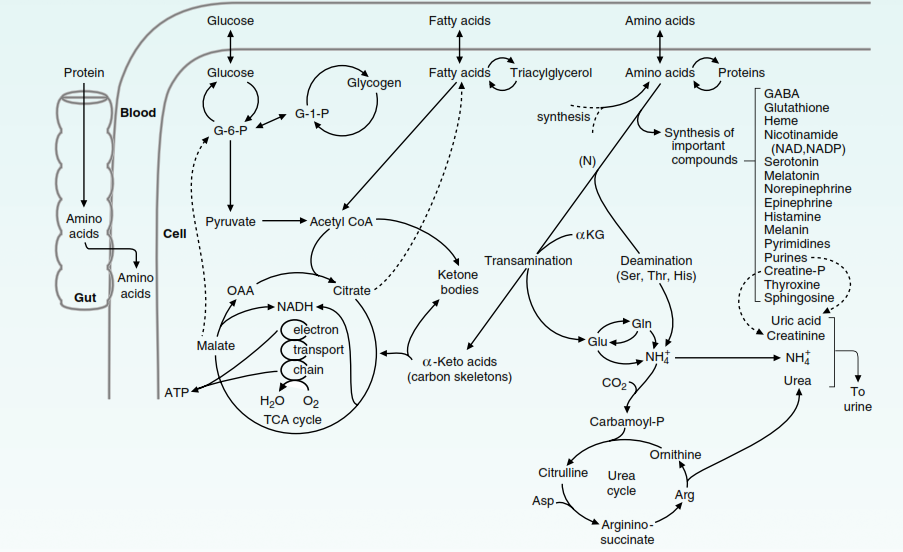 Glucose
Fatty acids
Amino acids
Protein
Blood
Glucose
Glycogen
G-1-P
G-6-P
Fatty acids
Triacylglycerol
Amino acids
Proteins
synthesis
Synthesis of
important
compounds
GABA
Glutathione
Heme
Nicotinamide
(NAD,NADP)
Serotonin
Melatonin
Norepinephrine
Epinephrine
Histamine
Melanin
Pyrimidines
Purines
Creatine-P
Thyroxine
Sphingosine
(N)
Amino
acids
Gut
Amino
acids
Cell
Pyruvate
Acetyl CoA
αKG
Transamination
Deamination
(Ser, Thr, His)
Ketone
bodies
OAA
Citrate
NADH
Malate
electron
transport
chain
ATP
H₂O
O₂
TCA cycle
α-Keto acids
(carbon skeletons)
Gln
Glu
NH₄⁺
Uric acid
Creatinine
NH₄⁺
Urea
To
urine
CO₂
Carbamoyl-P
Ornithine
Citrulline
Urea
cycle
Asp
Arg
Arginino-
succinate